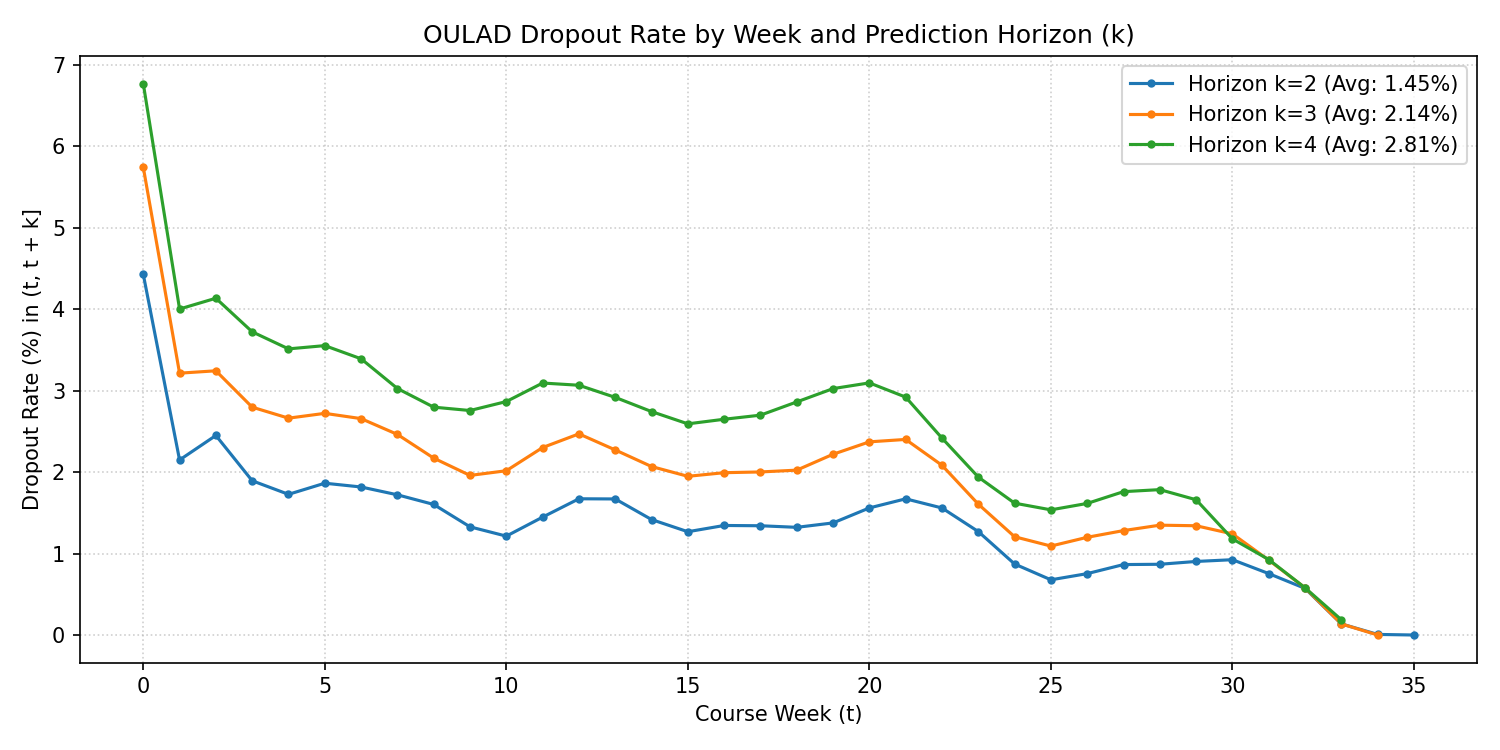 OULAD Dropout Rate by Week and Prediction Horizon (k)
Horizon k=2 (Avg: 1.45%)
Horizon k=3 (Avg: 2.14%)
Horizon k=4 (Avg: 2.81%)
Dropout Rate (%) in (t, t + k]
7
6
5
4
3
2
1
0
0 5 10 15 20 25 30 35
Course Week (t)